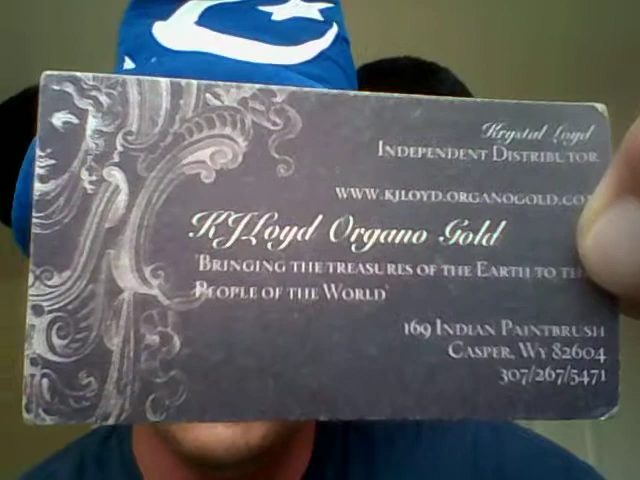 Krystal Loyd
Independent Distributor
www.kjloyd.organogold.co
KJLoyd Organo Gold
'Bringing the treasures of the Earth to
People of the World'
169 Indian Paintbrush
Casper, Wy 82604
307/267/5471